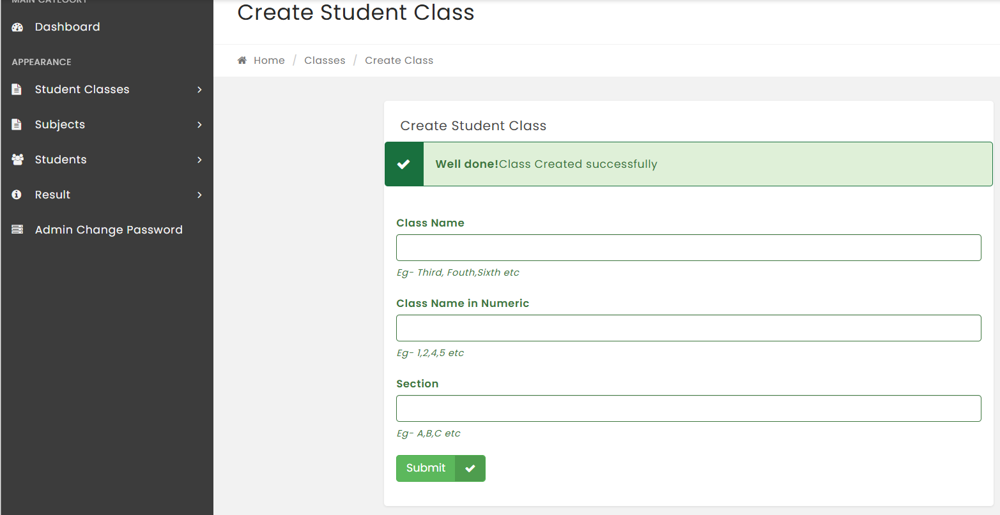 MAIN CATEGORY
Dashboard
APPEARANCE
Student Classes
Subjects
Students
Result
Admin Change Password
Create Student Class
Home / Classes / Create Class
Create Student Class
Well done!Class Created successfully
Class Name
Eg- Third, Fouth,Sixth etc
Class Name in Numeric
Eg- 1,2,4,5 etc
Section
Eg- A,B,C etc
Submit